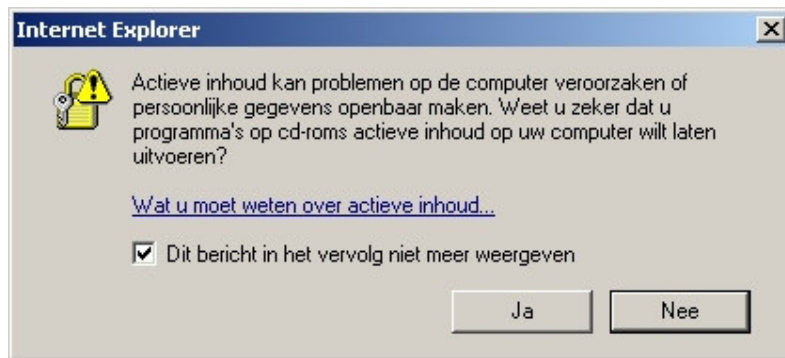 Internet Explorer
Actieve inhoud kan problemen op de computer veroorzaken of
persoonlijke gegevens openbaar maken. Weet u zeker dat u
programma's op cd-roms actieve inhoud op uw computer wilt laten
uitvoeren?
Wat u moet weten over actieve inhoud...
Dit bericht in het vervolg niet meer weergeven
Ja Nee